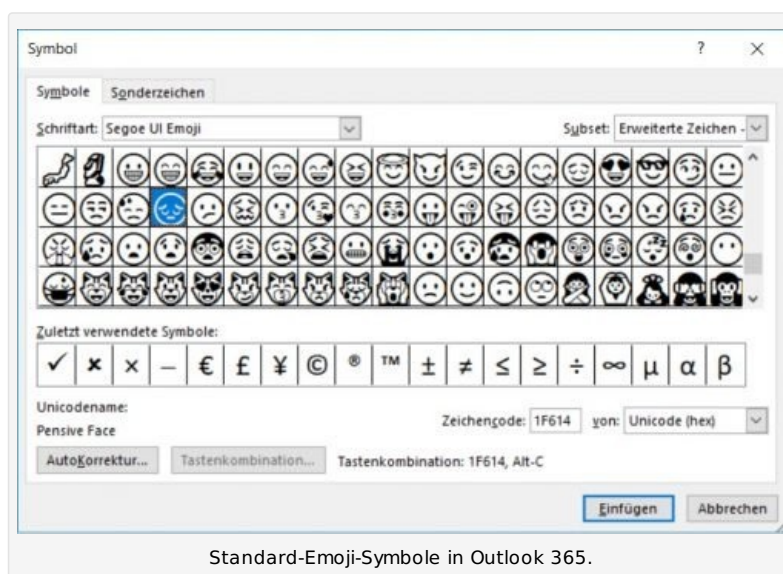 Symbol ? ×
Symbole Sonderzeichen
Schriftart: Segoe UI Emoji Subset: Erweiterte Zeichen -
Zuletzt verwendete Symbole:
✓ × × — € £ ¥ © ® ™ ± ≠ ≤ ≥ ÷ ∞ µ α β
Unicodename:
Pensive Face
Zeichencode: 1F614 von: Unicode (hex)
AutoKorrektur... Tastenkombination... Tastenkombination: 1F614, Alt-C
Einfügen Abbrechen
Standard-Emoji-Symbole in Outlook 365.